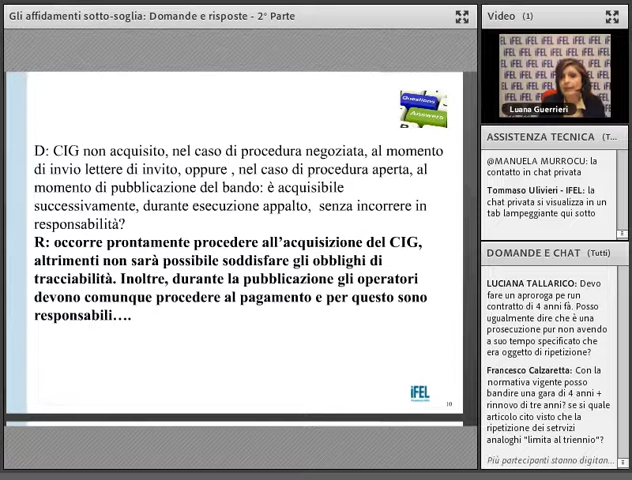 Gli affidamenti sotto-soglia: Domande e risposte - 2° Parte
Questions
Answers
D: CIG non acquisito, nel caso di procedura negoziata, al momento
di invio lettere di invito, oppure , nel caso di procedura aperta, al
momento di pubblicazione del bando: è acquisibile
successivamente, durante esecuzione appalto, senza incorrere in
responsabilità?
R: occorre prontamente procedere all'acquisizione del CIG,
altrimenti non sarà possibile soddisfare gli obblighi di
tracciabilità. Inoltre, durante la pubblicazione gli operatori
devono comunque procedere al pagamento e per questo sono
responsabili….
iFEL
10
Video (1)
Luana Guerrieri
ASSISTENZA TECNICA (T...
@MANUELA MURROCU: la
contatto in chat privata
Tommaso Ulivieri - IFEL: la
chat privata si visualizza in un
tab lampeggiante qui sotto
DOMANDE E CHAT (Tutti)
LUCIANA TALLARICO: Devo
fare un aproroga pe run
contratto di 4 anni fà. Posso
ugualmente dire che è una
prosecuzione pur non avendo
a suo tempo specificato che
era oggetto di ripetizione?
Francesco Calzaretta: Con la
normativa vigente posso
bandire una gara di 4 anni +
rinnovo di tre anni? se si quale
articolo cito visto che la
ripetizione dei setrvizi
analoghi "limita al triennio"?
Più partecipanti stanno digitan...